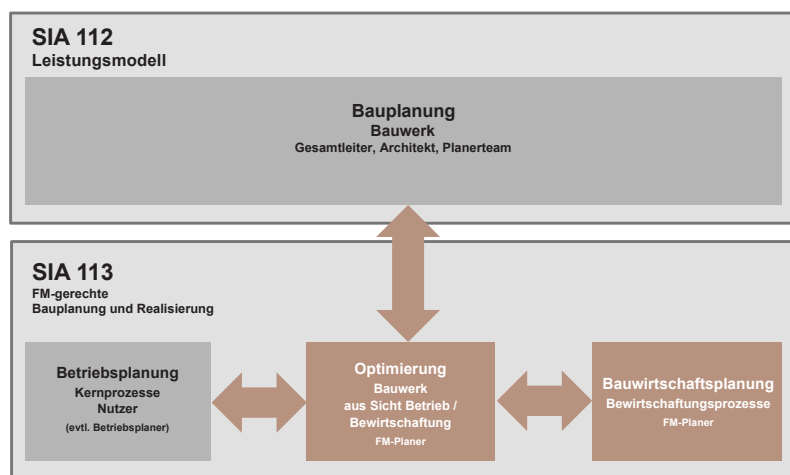 SIA 112
Leistungsmodell
Bauplanung
Bauwerk
Gesamtleiter, Architekt, Planerteam
SIA 113
FM-gerechte
Bauplanung und Realisierung
Betriebsplanung
Kernprozesse
Nutzer
(evtl. Betriebsplaner)
Optimierung
Bauwerk
aus Sicht Betrieb /
Bewirtschaftung
FM-Planer
Bauwirtschaftsplanung
Bewirtschaftungsprozesse
FM-Planer